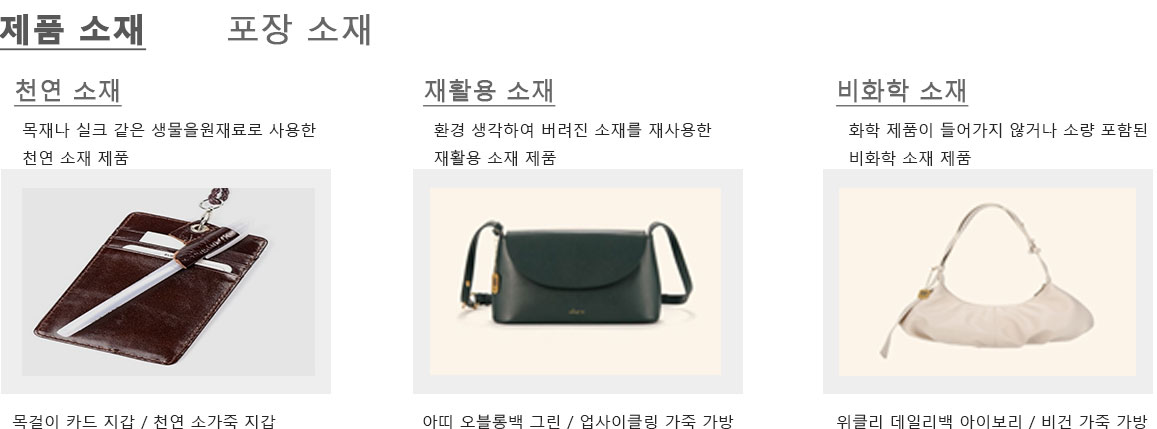 제품 소재
포장 소재
천연 소재
목재나 실크 같은 생물을원재료로 사용한
천연 소재 제품
목걸이 카드 지갑 / 천연 소가죽 지갑
재활용 소재
환경 생각하여 버려진 소재를 재사용한
재활용 소재 제품
아띠 오블롱백 그린 / 업사이클링 가죽 가방
비화학 소재
화학 제품이 들어가지 않거나 소량 포함된
비화학 소재 제품
위클리 데일리백 아이보리 / 비건 가죽 가방